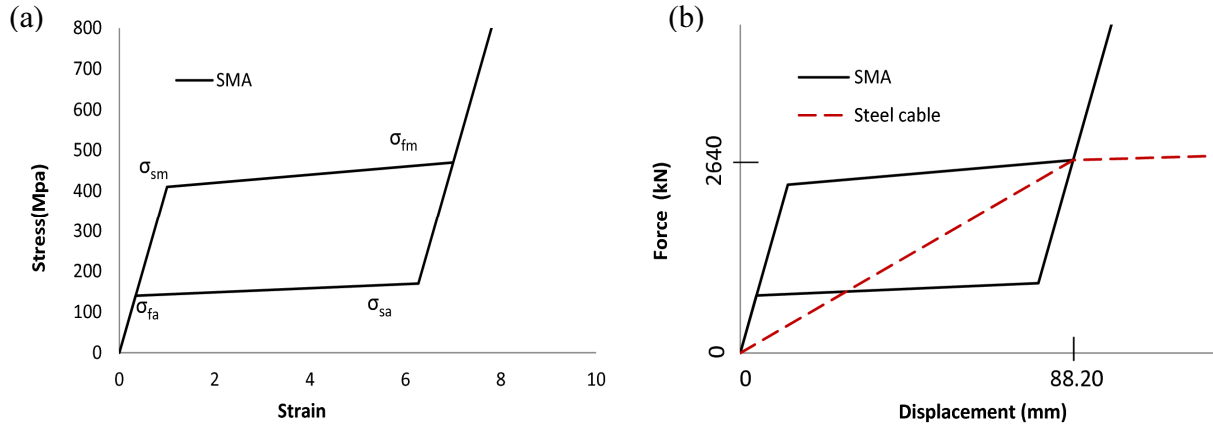 (a)
800
700
600
500
400
300
200
100
0
Stress(Mpa)
SMA
σsm
σfm
σfa
σsa
0 2 4 6 8 10
Strain
(b)
SMA
Steel cable
2640
0
Force (kN)
0 88.20
Displacement (mm)